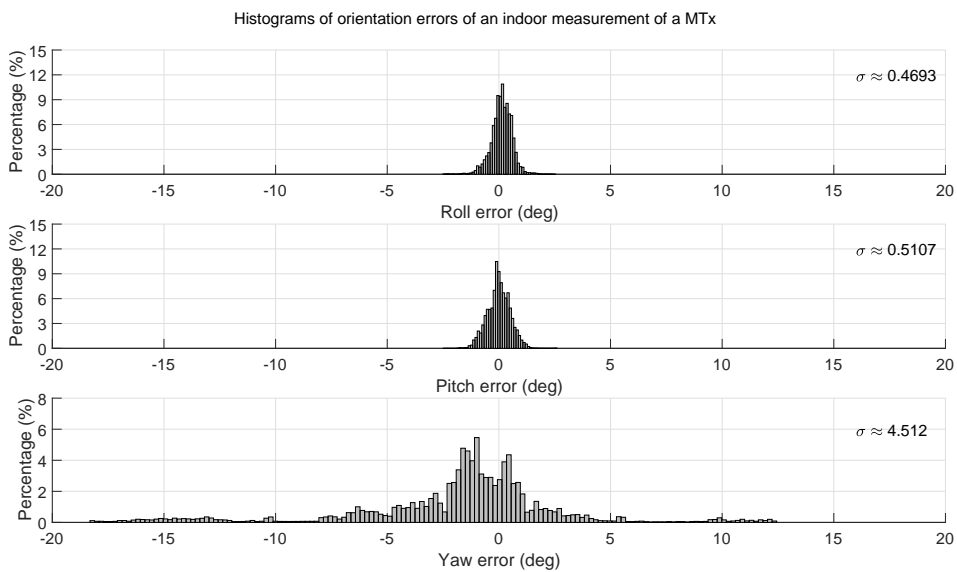 Histograms of orientation errors of an indoor measurement of a MTx
Percentage (%)
15
12
9
6
3
0
σ ≈ 0.4693
-20 -15 -10 -5 0 5 10 15 20
Roll error (deg)
Percentage (%)
15
12
9
6
3
0
σ ≈ 0.5107
-20 -15 -10 -5 0 5 10 15 20
Pitch error (deg)
Percentage (%)
8
6
4
2
0
σ ≈ 4.512
-20 -15 -10 -5 0 5 10 15 20
Yaw error (deg)